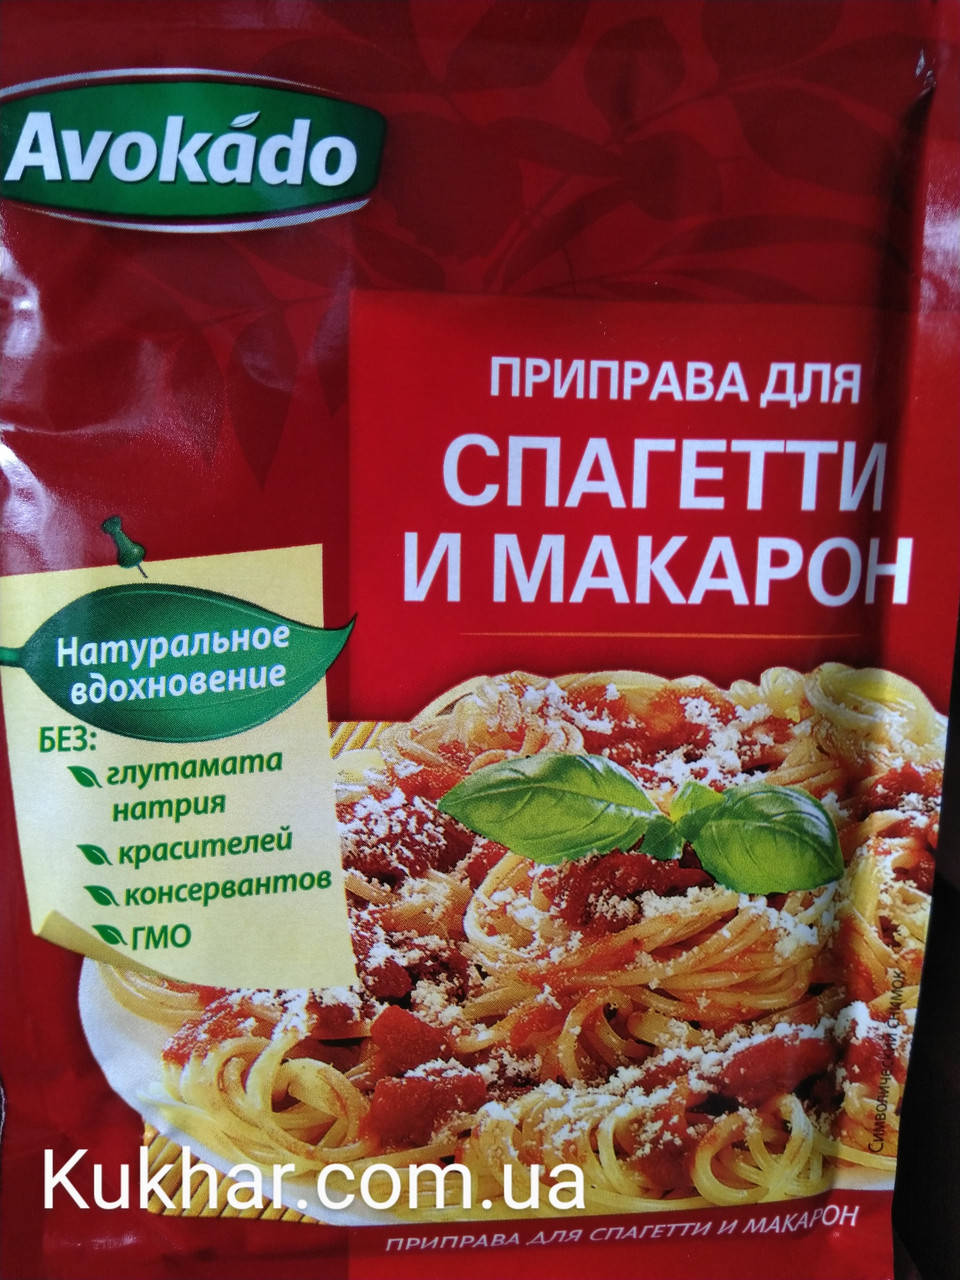 Avokádo
ПРИПРАВА ДЛЯ
СПАГЕТТИ
И МАКАРОН
Натуральное
вдохновение
БЕЗ:
глутамата
натрия
красителей
консервантов
ГМО
Символический снимок
Kukhar.com.ua
ПРИПРАВА ДЛЯ СПАГЕТТИ И МАКАРОН